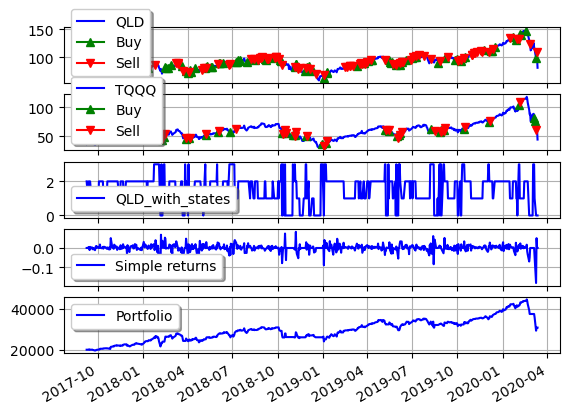 150
100
QLD
Buy
Sell
100
50
TQQQ
Buy
Sell
2
0
QLD_with_states
0.0
−0.1
Simple returns
40000
20000
Portfolio
2017-10
2018-01
2018-04
2018-07
2018-10
2019-01
2019-04
2019-07
2019-10
2020-01
2020-04